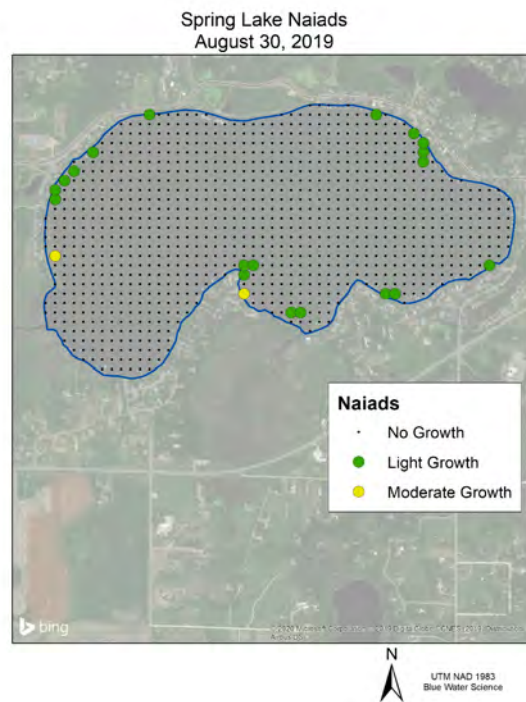 Spring Lake Naiads
August 30, 2019
Naiads
No Growth
Light Growth
Moderate Growth
bing
N
UTM NAD 1983
Blue Water Science